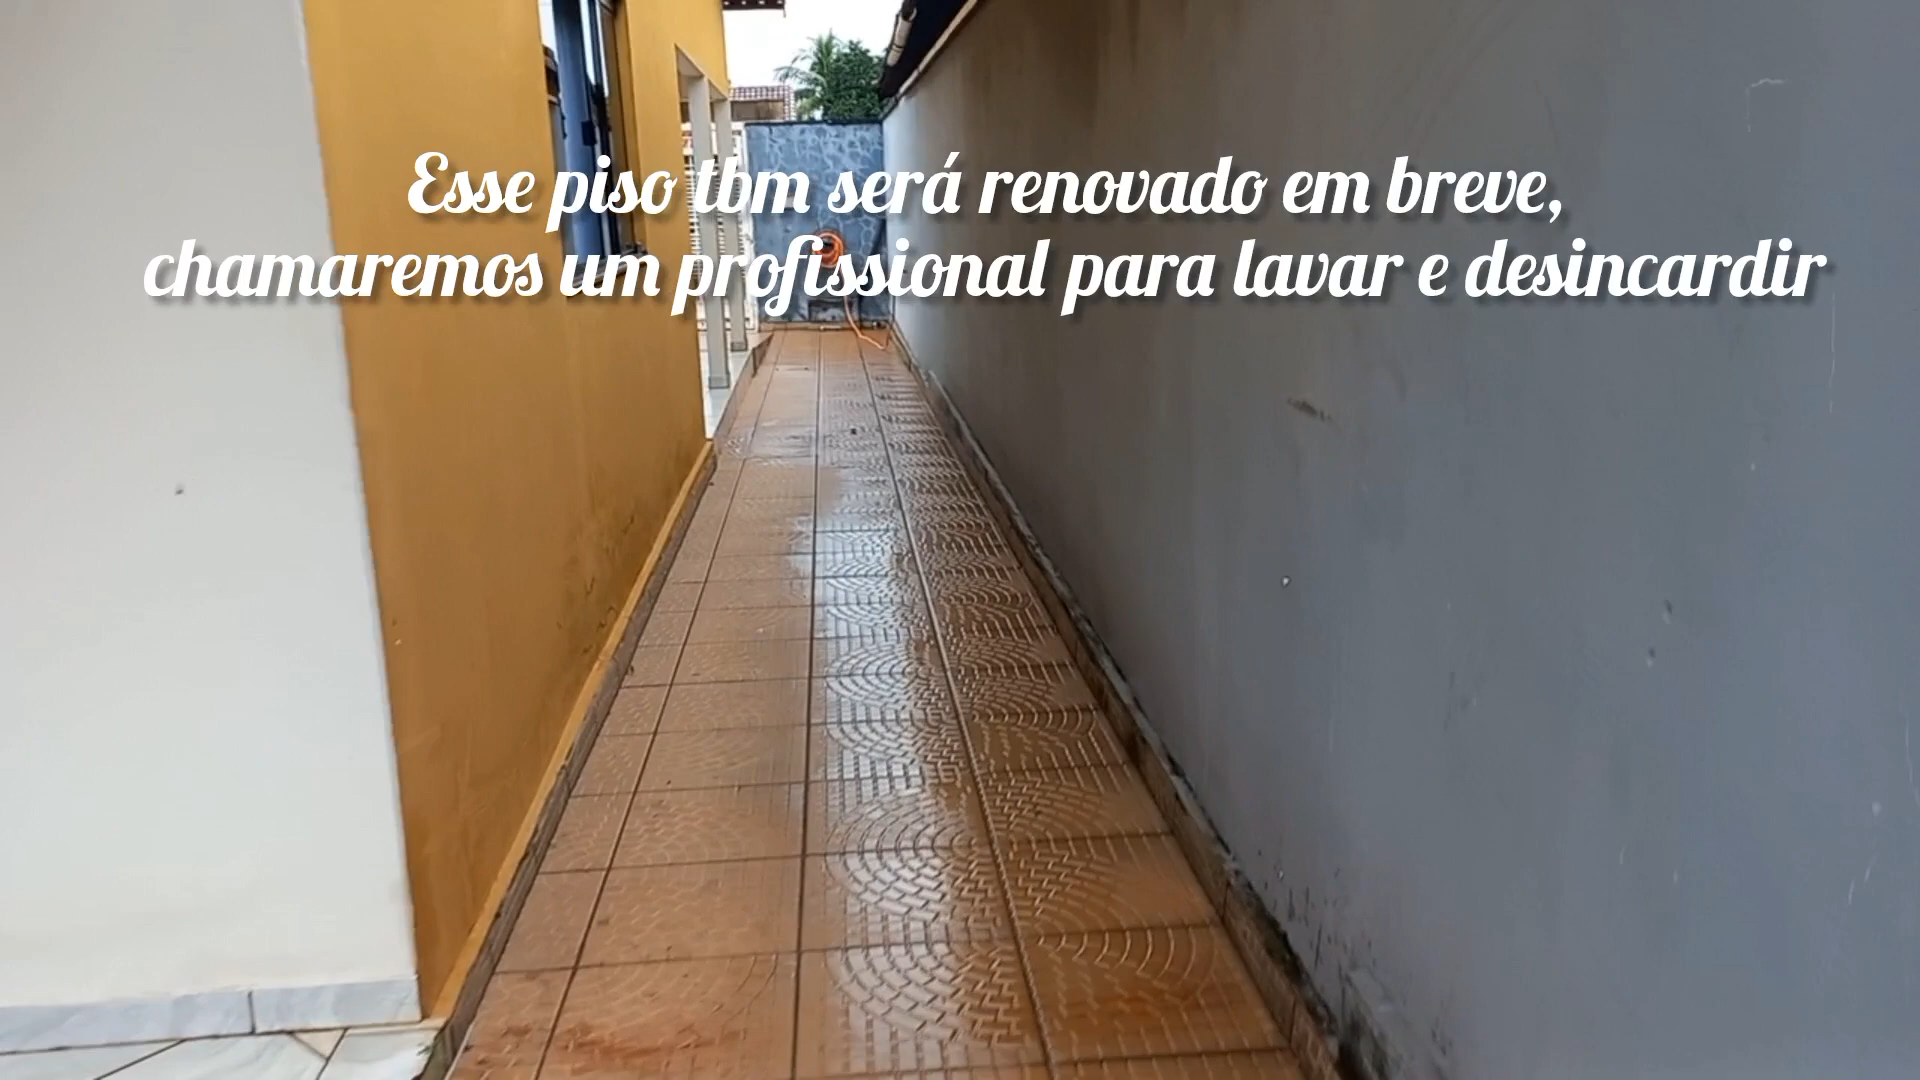 Esse piso tbm será renovado em breve,
chamaremos um profissional para lavar e desincardir